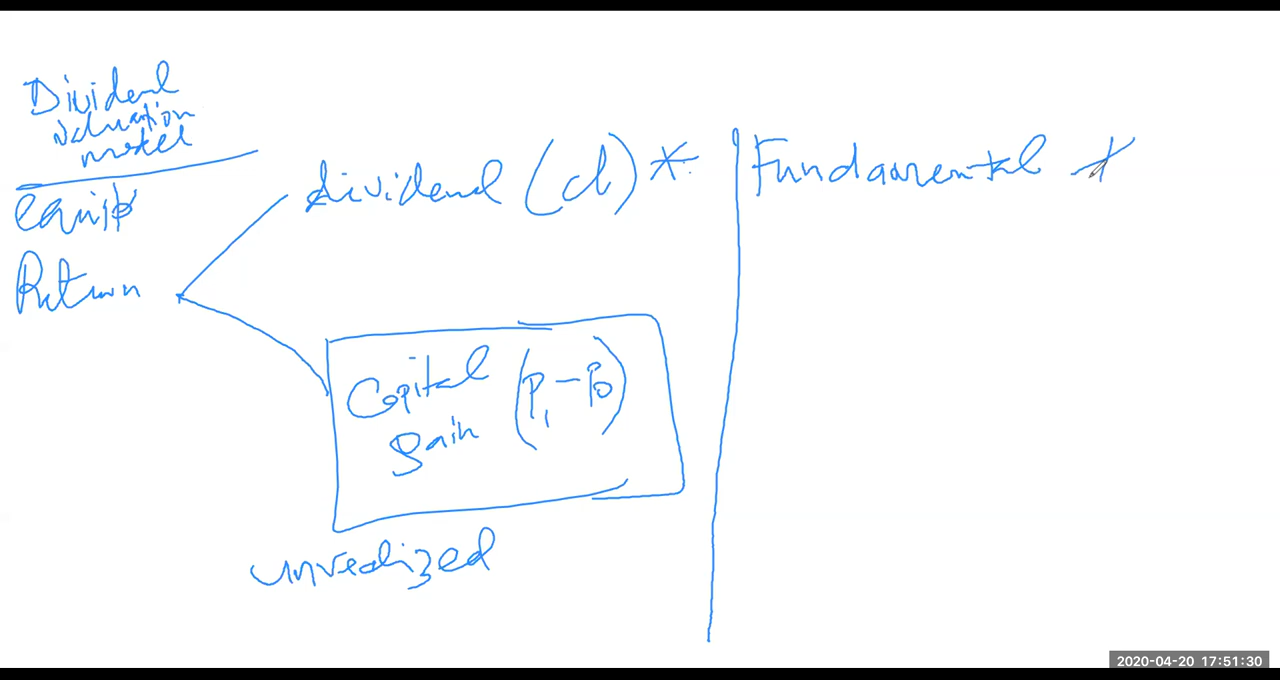 Dividend
valuation
model
equity
Return
dividend (d) *
Capital
gain (P₁ - P₀)
unrealized
Fundamental
2020-04-20 17:51:30